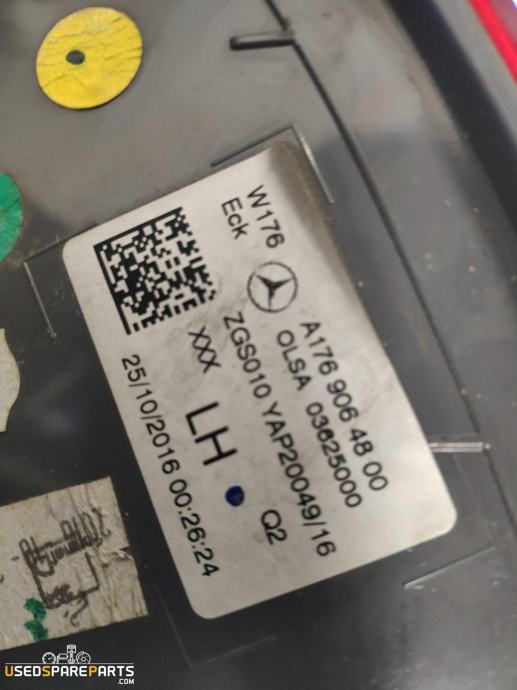 W176
Eck
A176 906 48 00
OLSA 03625000
ZGS010 YAP20049/16
XXX LH Q2
25/10/2016 00:26:24
USEDSPAREPARTS
.COM